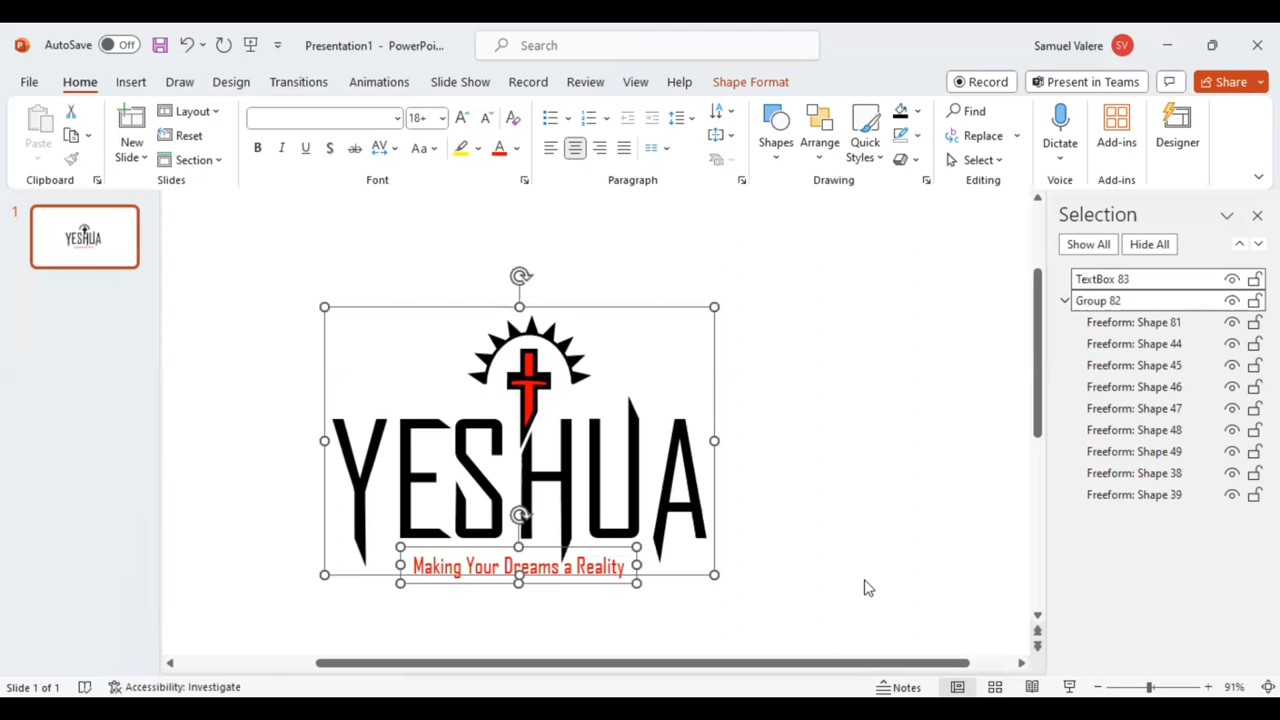 AutoSave Off Presentation1 - PowerPoi... Search Samuel Valere SV
File Home Insert Draw Design Transitions Animations Slide Show Record Review View Help Shape Format Record Present in Teams Share
Paste New Slide Layout Reset Section 18+ Shapes Arrange Quick Styles Find Replace Select Dictate Add-ins Designer
Clipboard Slides Font Paragraph Drawing Editing Voice Add-ins
1
YESHUA
YESHUA
Making Your Dreams a Reality
Selection
Show All Hide All
TextBox 83
Group 82
Freeform: Shape 81
Freeform: Shape 44
Freeform: Shape 45
Freeform: Shape 46
Freeform: Shape 47
Freeform: Shape 48
Freeform: Shape 49
Freeform: Shape 38
Freeform: Shape 39
Slide 1 of 1 Accessibility: Investigate Notes 91%